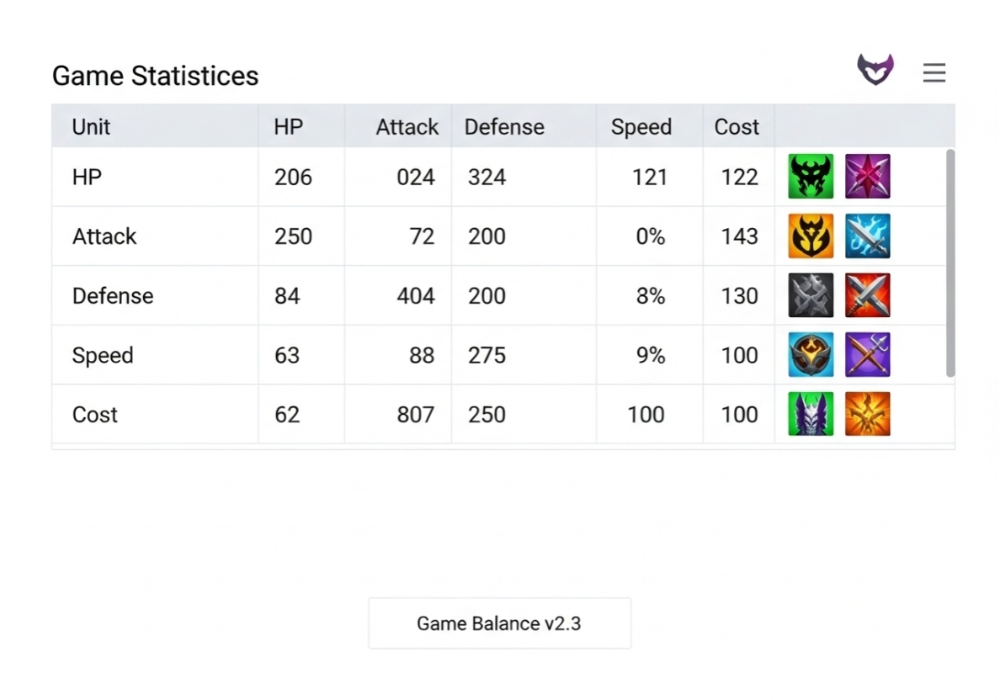 Game Statistices
Unit HP Attack Defense Speed Cost
HP 206 024 324 121 122
Attack 250 72 200 0% 143
Defense 84 404 200 8% 130
Speed 63 88 275 9% 100
Cost 62 807 250 100 100
Game Balance v2.3